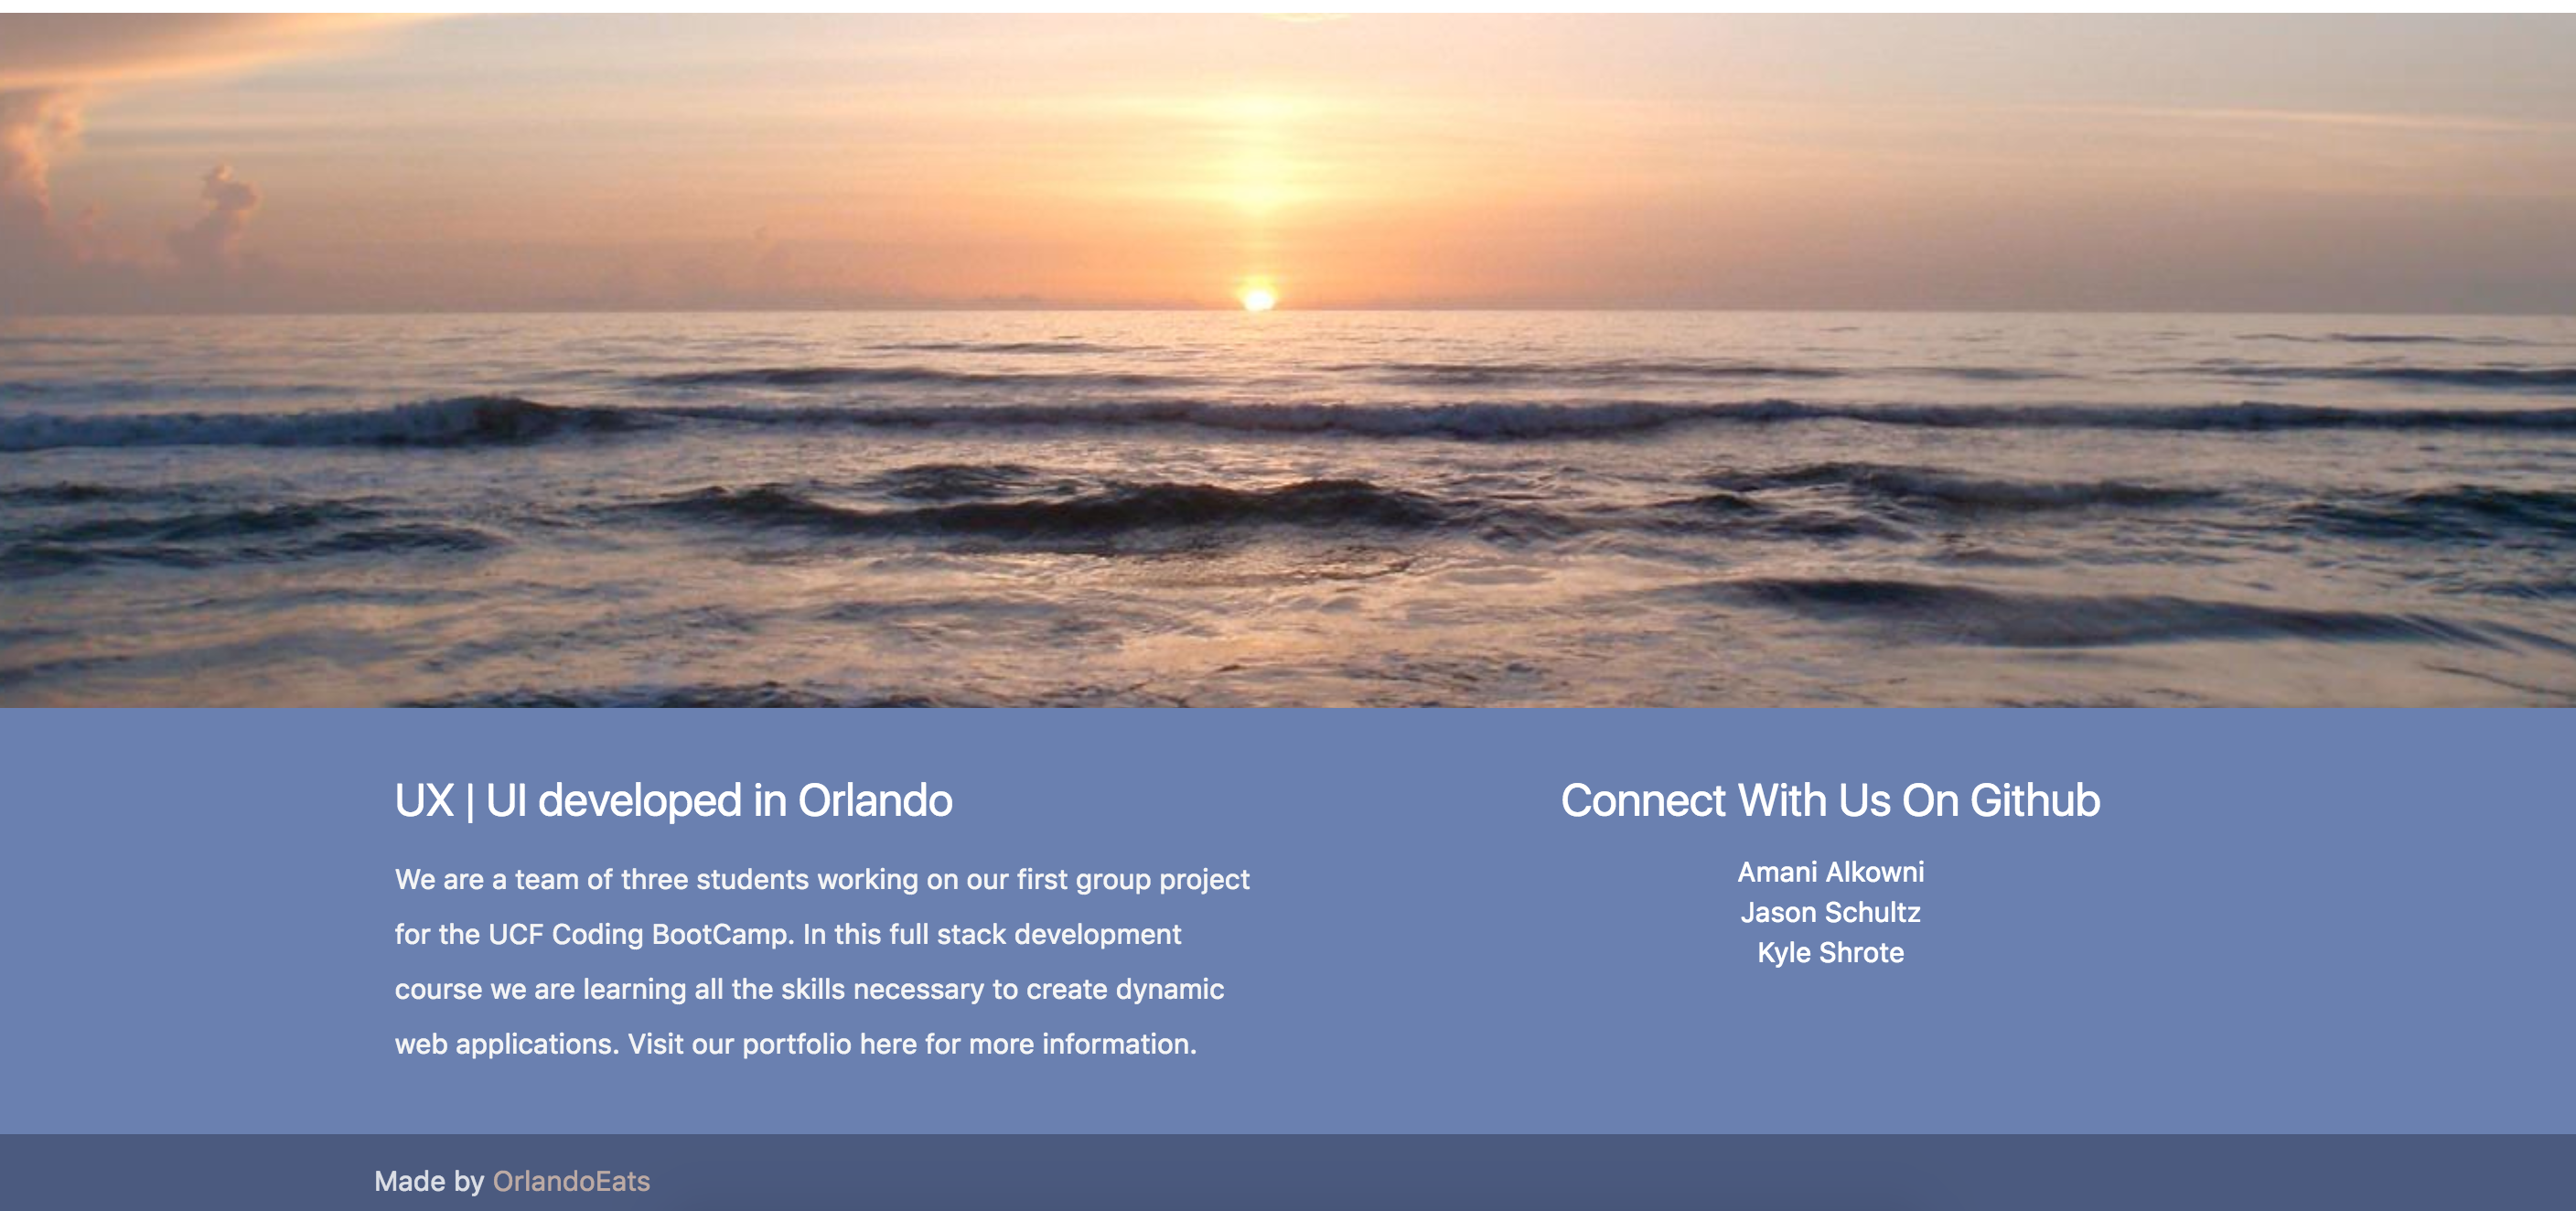 UX | UI developed in Orlando
We are a team of three students working on our first group project
for the UCF Coding BootCamp. In this full stack development
course we are learning all the skills necessary to create dynamic
web applications. Visit our portfolio here for more information.
Connect With Us On Github
Amani Alkowni
Jason Schultz
Kyle Shrote
Made by OrlandoEats